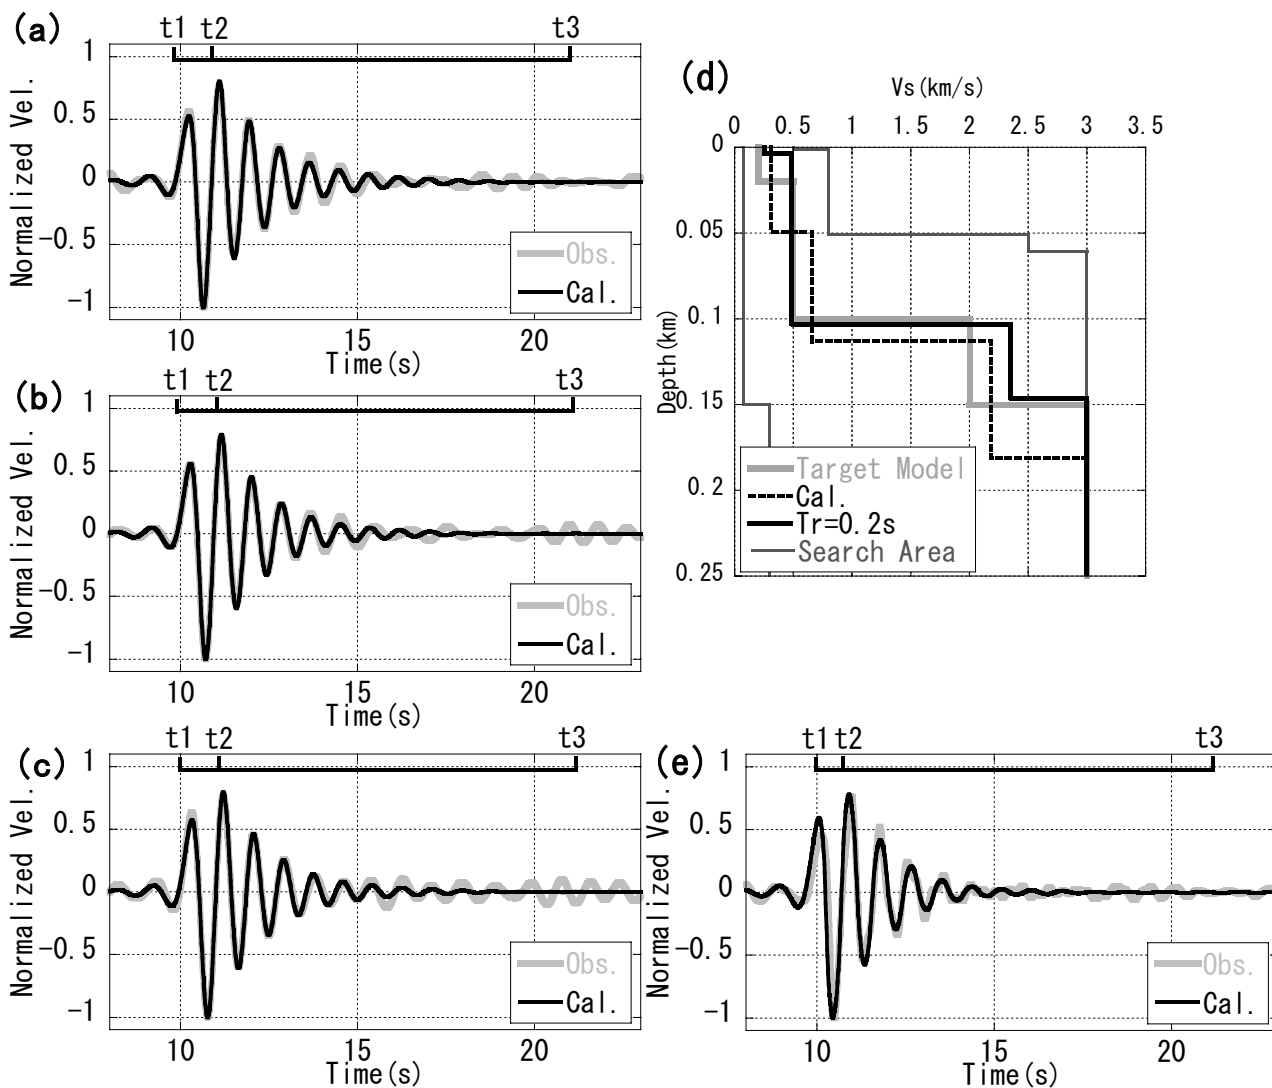 (a)
t1 t2 t3
Normalized Vel.
1
0.5
0
-0.5
-1
Obs.
Cal.
10 15 20
Time(s)
(d)
Vs(km/s)
0 0.5 1 1.5 2 2.5 3 3.5
Depth(km)
0
0.05
0.1
0.15
0.2
0.25
Target Model
Cal.
Tr=0.2s
Search Area
(b)
t1 t2 t3
Normalized Vel.
1
0.5
0
-0.5
-1
Obs.
Cal.
10 15 20
Time(s)
(c)
t1 t2 t3
Normalized Vel.
1
0.5
0
-0.5
-1
Obs.
Cal.
10 15 20
Time(s)
(e)
t1 t2 t3
Normalized Vel.
1
0.5
0
-0.5
-1
Obs.
Cal.
10 15 20
Time(s)